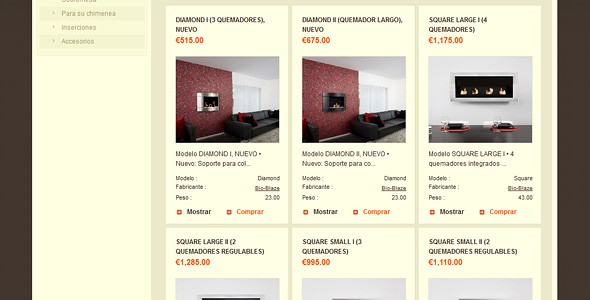 Para su chimenea
Inserciones
Accesorios
DIAMOND I (3 QUEMADORES),
NUEVO
€515.00
Modelo DIAMOND I, NUEVO •
Nuevo: Soporte para col...
Modelo : Diamond
Fabricante : Bio-Blaze
Peso : 23.00
Mostrar Comprar
DIAMOND II (QUEMADOR LARGO),
NUEVO
€675.00
Modelo DIAMOND II, NUEVO •
Nuevo: Soporte para co...
Modelo : Diamond
Fabricante : Bio-Blaze
Peso : 23.00
Mostrar Comprar
SQUARE LARGE I (4
QUEMADORES)
€1,175.00
Modelo SQUARE LARGE I • 4
quemadores integrados ...
Modelo : Square
Fabricante : Bio-Blaze
Peso : 43.00
Mostrar Comprar
SQUARE LARGE II (2
QUEMADORES REGULABLES)
€1,285.00
SQUARE SMALL I (3
QUEMADORES)
€995.00
SQUARE SMALL II (2
QUEMADORES REGULABLES)
€1,110.00